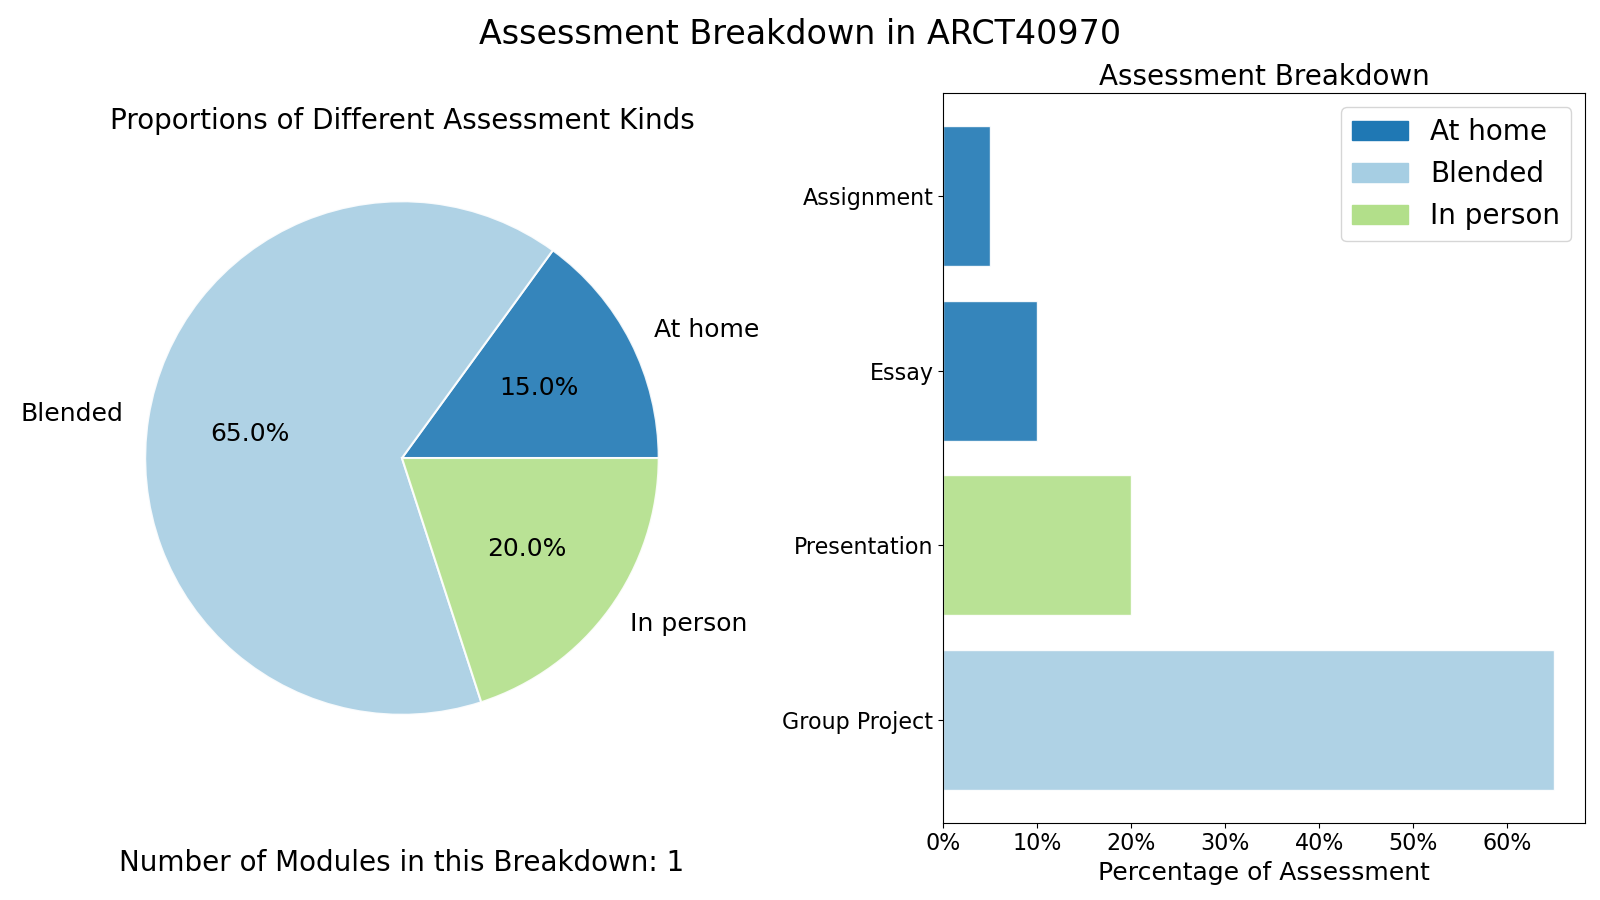 Assessment Breakdown in ARCT40970
Proportions of Different Assessment Kinds
At home
15.0%
Blended
65.0%
20.0%
In person
Number of Modules in this Breakdown: 1
Assessment Breakdown
At home
Blended
In person
Assignment
Essay
Presentation
Group Project
0% 10% 20% 30% 40% 50% 60%
Percentage of Assessment